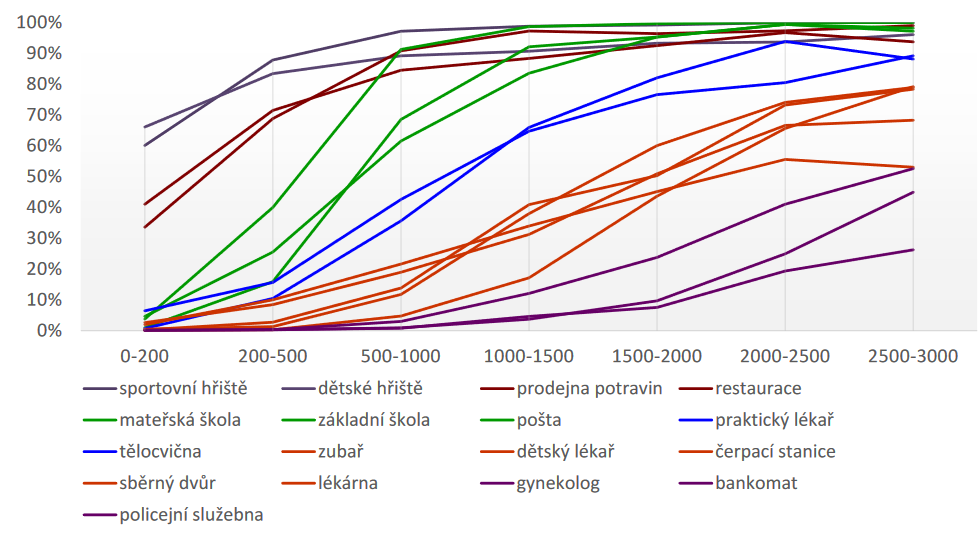 100%
90%
80%
70%
60%
50%
40%
30%
20%
10%
0%
0-200 200-500 500-1000 1000-1500 1500-2000 2000-2500 2500-3000
sportovní hřiště dětské hřiště prodejna potravin restaurace
mateřská škola základní škola pošta praktický lékař
tělocvična zubař dětský lékař čerpací stanice
sběrný dvůr lékárna gynekolog bankomat
policejní služebna